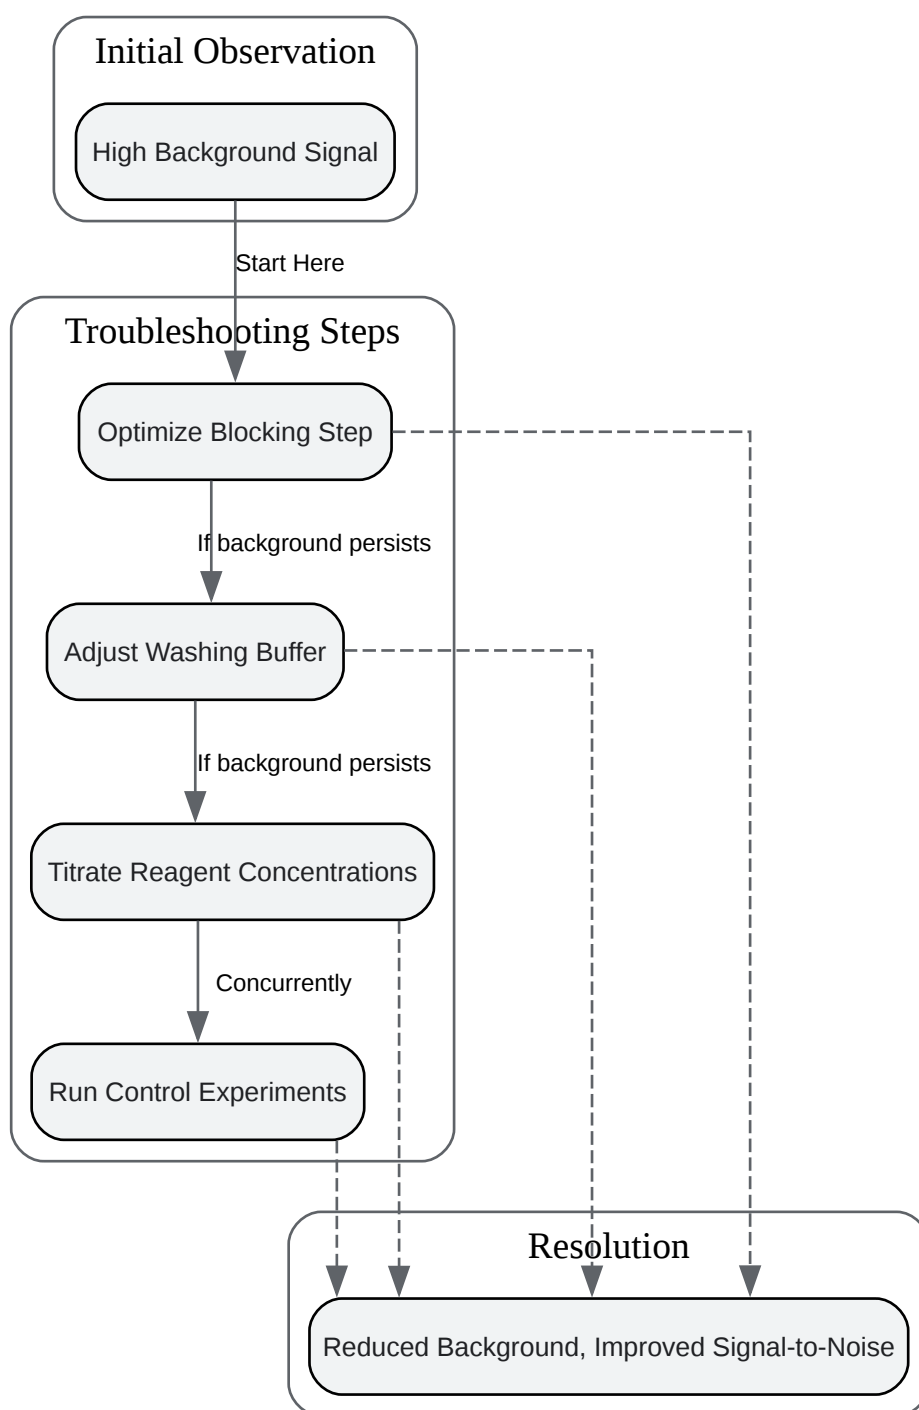 Initial Observation
High Background Signal
Start Here
Troubleshooting Steps
Optimize Blocking Step
If background persists
Adjust Washing Buffer
If background persists
Titrate Reagent Concentrations
Concurrently
Run Control Experiments
Resolution
Reduced Background, Improved Signal-to-Noise